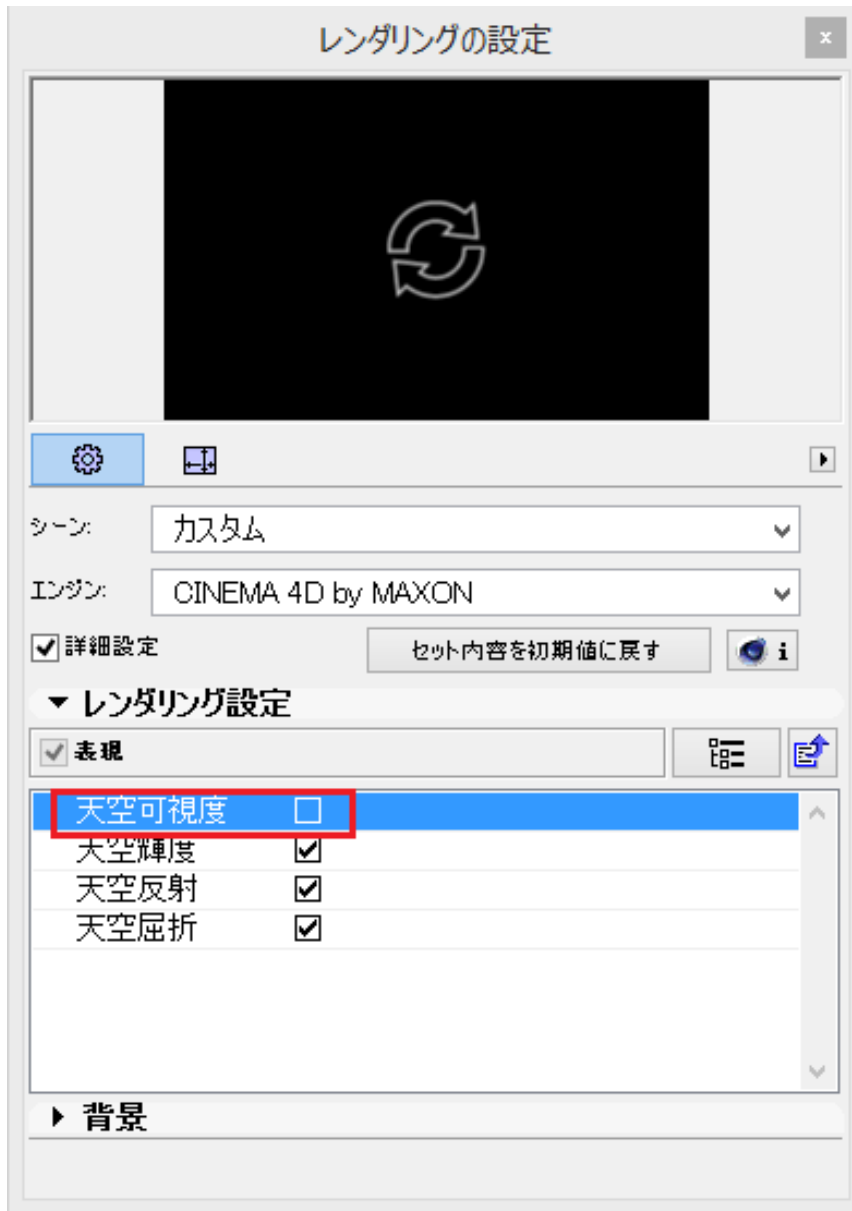 レンダリングの設定
x
シーン: カスタム
エンジン: CINEMA 4D by MAXON
詳細設定 セット内容を初期値に戻す i
レンダリング設定
表現
天空可視度
天空輝度
天空反射
天空屈折
背景